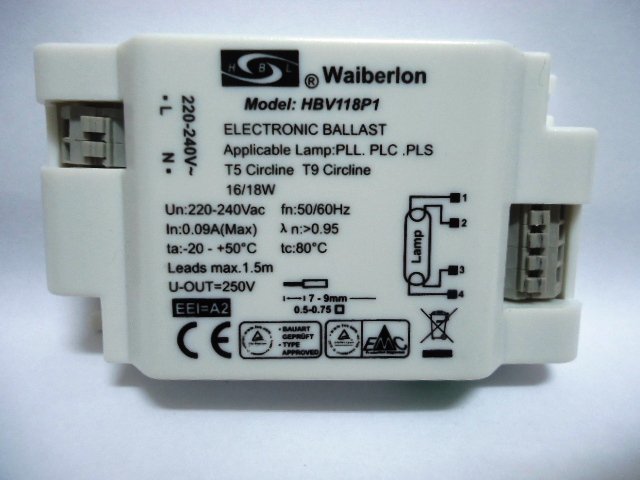 H B L
® Waiberlon
Model: HBV118P1
220-240V~
• L
N •
ELECTRONIC BALLAST
Applicable Lamp:PLL. PLC .PLS
T5 Circline T9 Circline
16/18W
Un:220-240Vac fn:50/60Hz
In:0.09A(Max) λ n:>0.95
ta:-20 - +50°C tc:80°C
Leads max.1.5m
U-OUT=250V
7 - 9mm
0.5-0.75
EEI=A2
1
2
Lamp
3
4
CE
• BAUART
GEPRÜFT
• TYPE
APPROVED
EMC